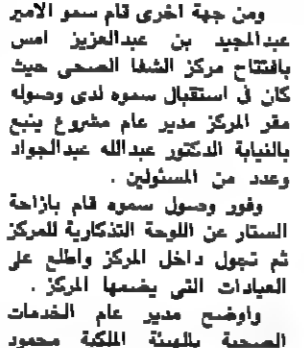 ومن جهة اخرى قام سمو الامير
عبدالمجيد بن عبدالعزيز امس
بافتتاح مركز الشفا الصحى حيث
كان فى استقبال سموه لدى وصوله
مقر المركز مدير عام مشروع ينبع
بالنيابة الدكتور عبدالله عبدالجواد
وعدد من المسئولين .
وفور وصول سموه قام بازاحة
الستار عن اللوحة التذكارية للمركز
ثم تجول داخل المركز واطلع على
العيادات التى يضمها المركز .
واوضح مدير عام الخدمات
الصحية بالهيئة الملكية محمود